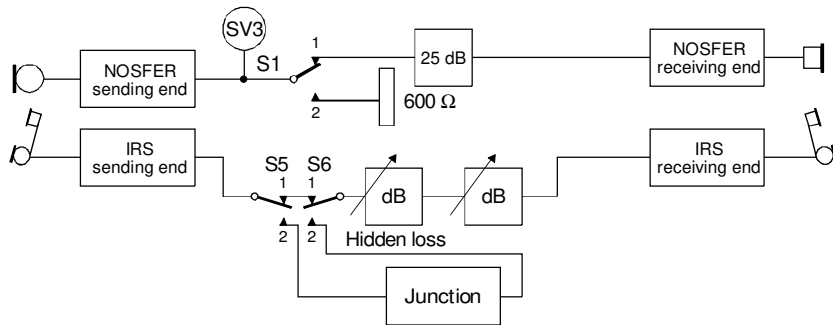 SV3
S1
1
2
NOSFER
sending end
25 dB
600 Ω
NOSFER
receiving end
IRS
sending end
S5
S6
1
1
2
2
dB
dB
Hidden loss
IRS
receiving end
Junction